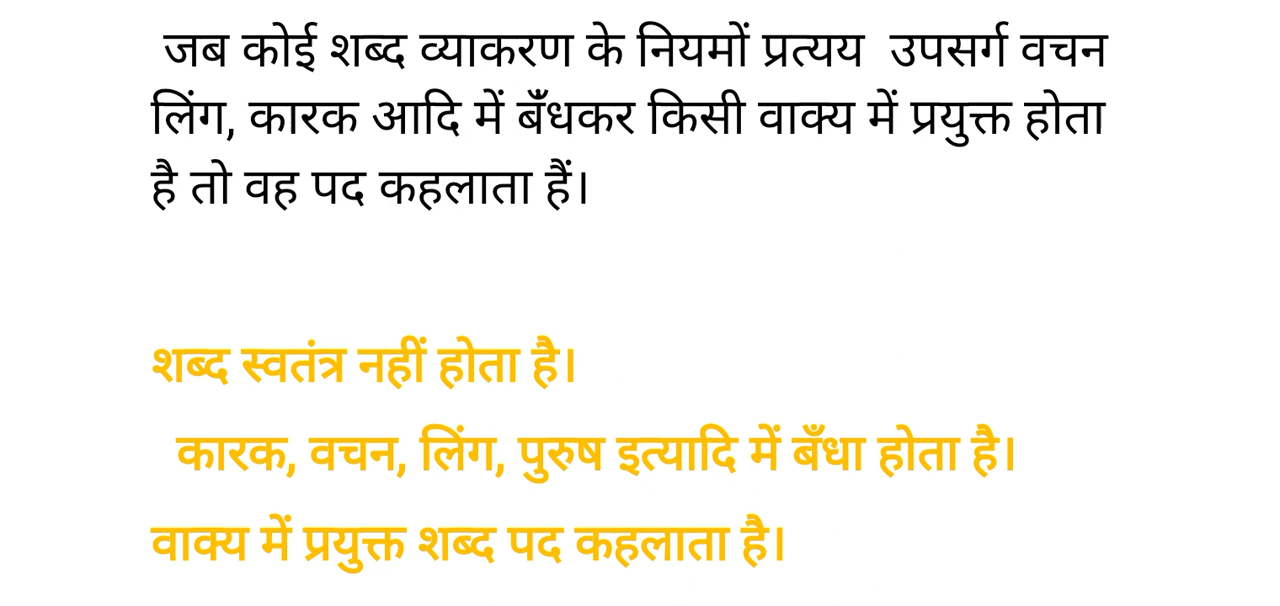 जब कोई शब्द व्याकरण के नियमों प्रत्यय उपसर्ग वचन
लिंग, कारक आदि में बँधकर किसी वाक्य में प्रयुक्त होता
है तो वह पद कहलाता हैं।
शब्द स्वतंत्र नहीं होता है।
कारक, वचन, लिंग, पुरुष इत्यादि में बँधा होता है।
वाक्य में प्रयुक्त शब्द पद कहलाता है।